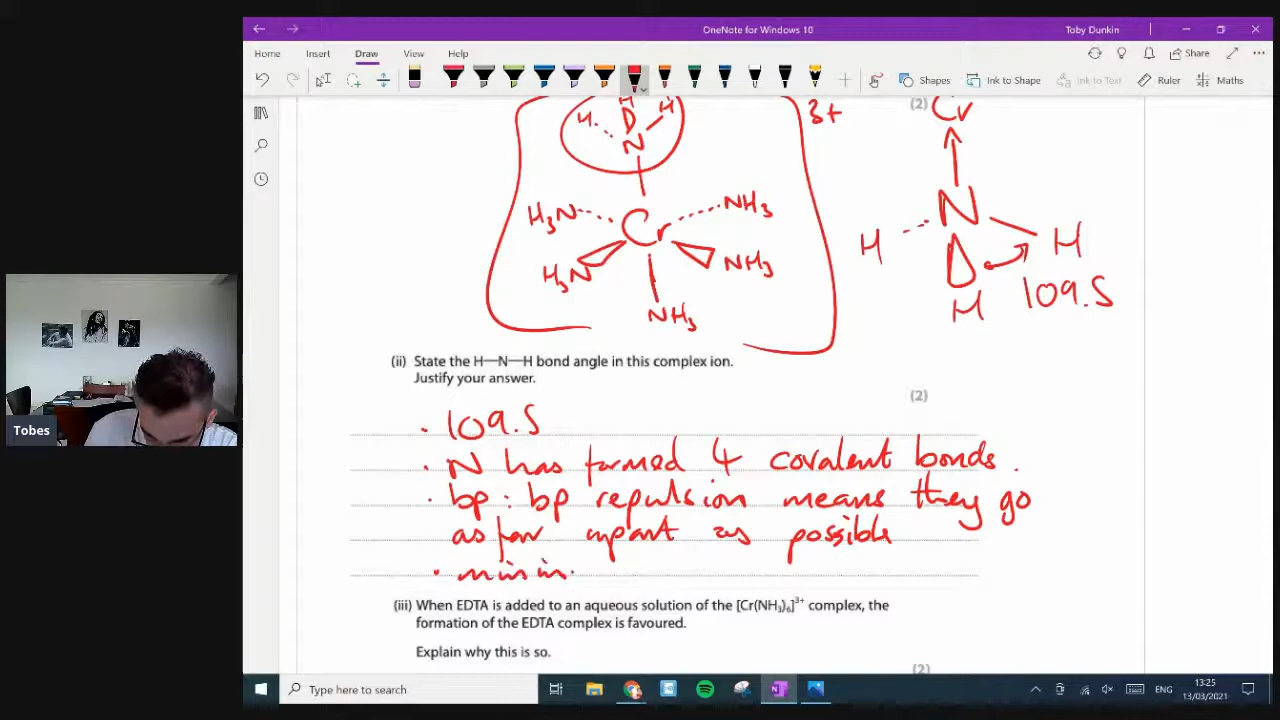 OneNote for Windows 10
Toby Dunkin
Home Insert Draw View Help
Share
Shapes Ink to Shape Ink to Text Ruler Maths
(2)
3+
H H H
N
H₃N NH₃
Cr
H₃N NH₃
NH₃
Cr
N
H H
H 109.5
(ii) State the H—N—H bond angle in this complex ion.
Justify your answer.
(2)
· 109.5
· N has formed 4 covalent bonds.
· bp : bp repulsion means they go
as far apart as possible
· minim
(iii) When EDTA is added to an aqueous solution of the [Cr(NH₃)₆]³⁺ complex, the
formation of the EDTA complex is favoured.
Explain why this is so.
(2)
Tobes
Type here to search
ENG
13:25
13/03/2021